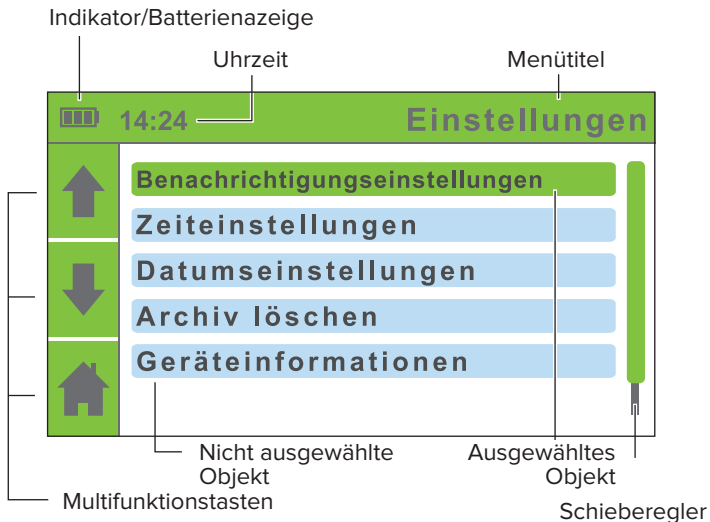 Indikator/Batterienazeige
Uhrzeit
Menütitel
14:24
Einstellungen
Benachrichtigungseinstellungen
Zeiteinstellungen
Datumseinstellungen
Archiv löschen
Geräteinformationen
Nicht ausgewählte
Objekt
Ausgewähltes
Objekt
Multifunktionstasten
Schieberegler